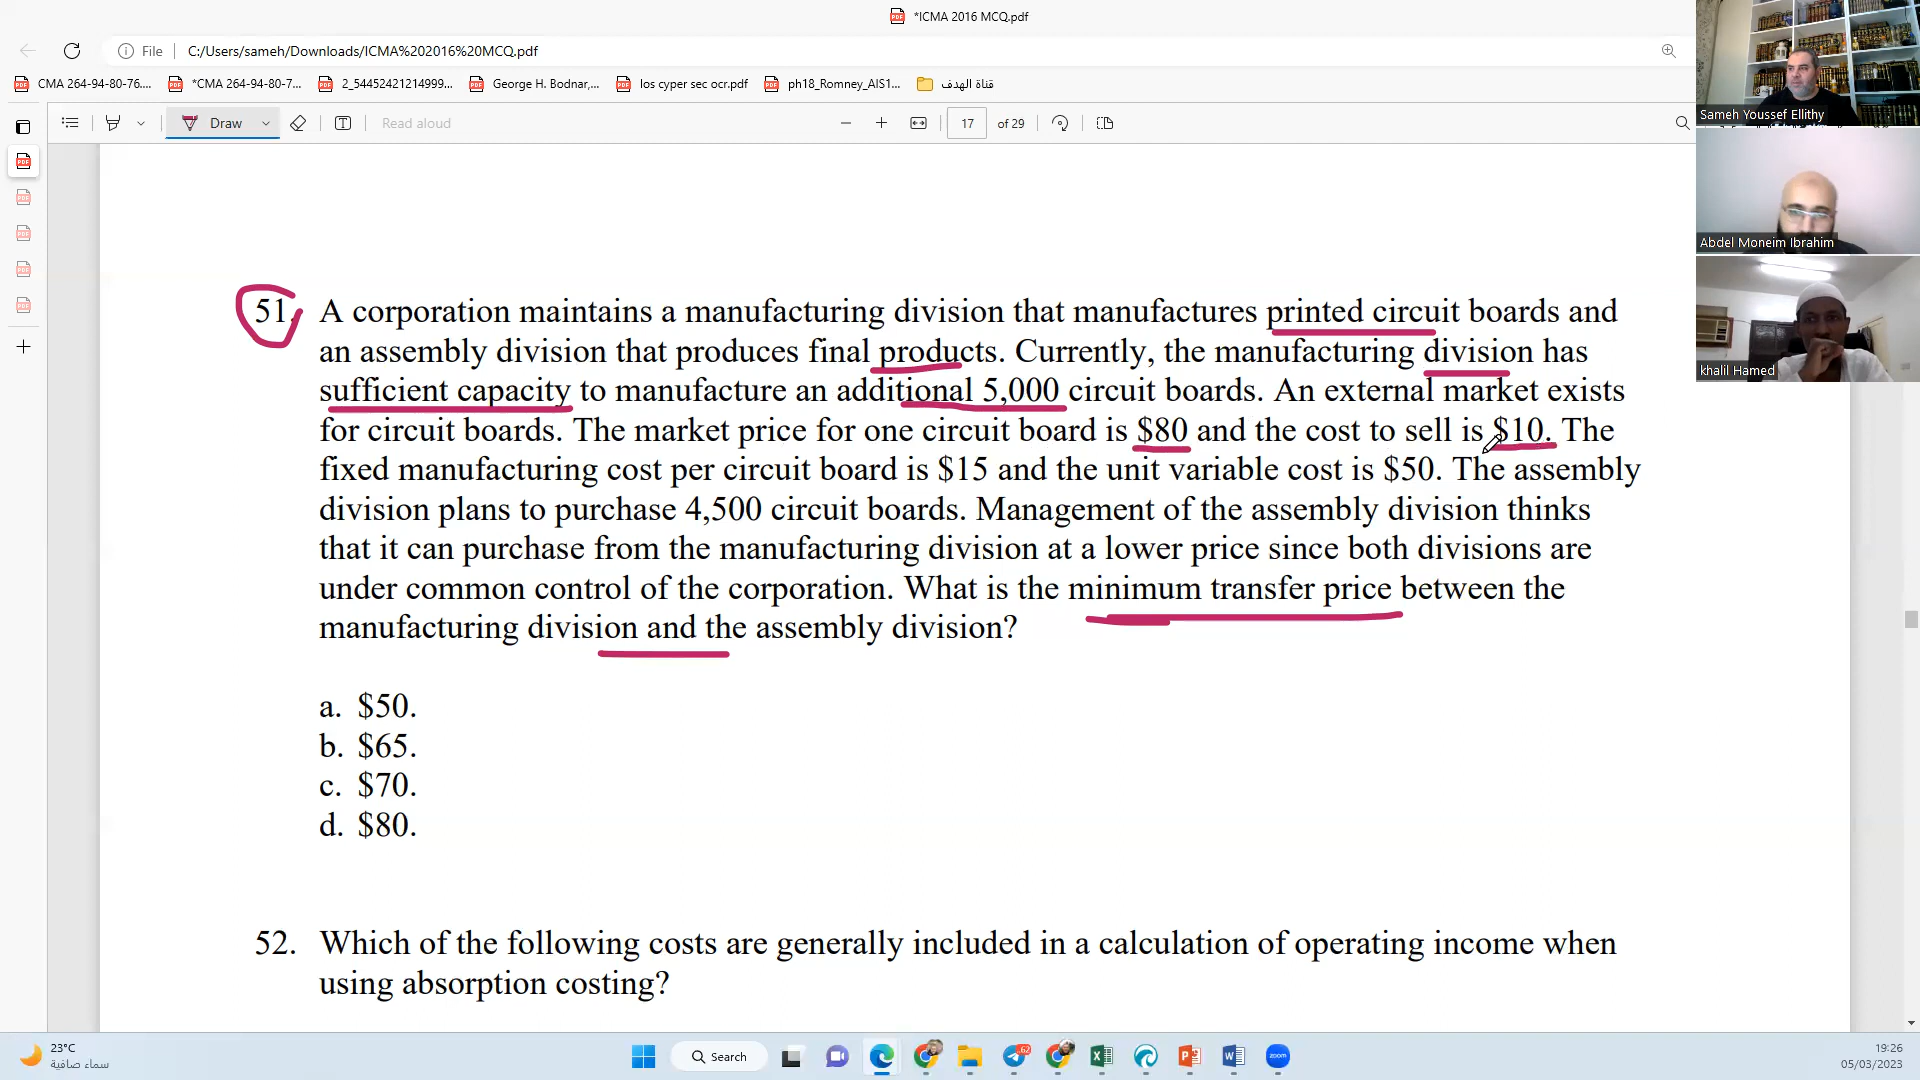 *ICMA 2016 MCQ.pdf
File
C:/Users/sameh/Downloads/ICMA%202016%20MCQ.pdf
CMA 264-94-80-76....
*CMA 264-94-80-7...
2_54452421214999...
George H. Bodnar,...
los cyper sec ocr.pdf
ph18_Romney_AIS1...
قناة الهدف
Draw
Read aloud
17
of 29
Sameh Youssef Ellithy
Abdel Moneim Ibrahim
khalil Hamed
51. A corporation maintains a manufacturing division that manufactures printed circuit boards and
an assembly division that produces final products. Currently, the manufacturing division has
sufficient capacity to manufacture an additional 5,000 circuit boards. An external market exists
for circuit boards. The market price for one circuit board is $80 and the cost to sell is $10. The
fixed manufacturing cost per circuit board is $15 and the unit variable cost is $50. The assembly
division plans to purchase 4,500 circuit boards. Management of the assembly division thinks
that it can purchase from the manufacturing division at a lower price since both divisions are
under common control of the corporation. What is the minimum transfer price between the
manufacturing division and the assembly division?
a. $50.
b. $65.
c. $70.
d. $80.
52. Which of the following costs are generally included in a calculation of operating income when
using absorption costing?
23°C
سماء صافية
Search
62
zoom
19:26
05/03/2023